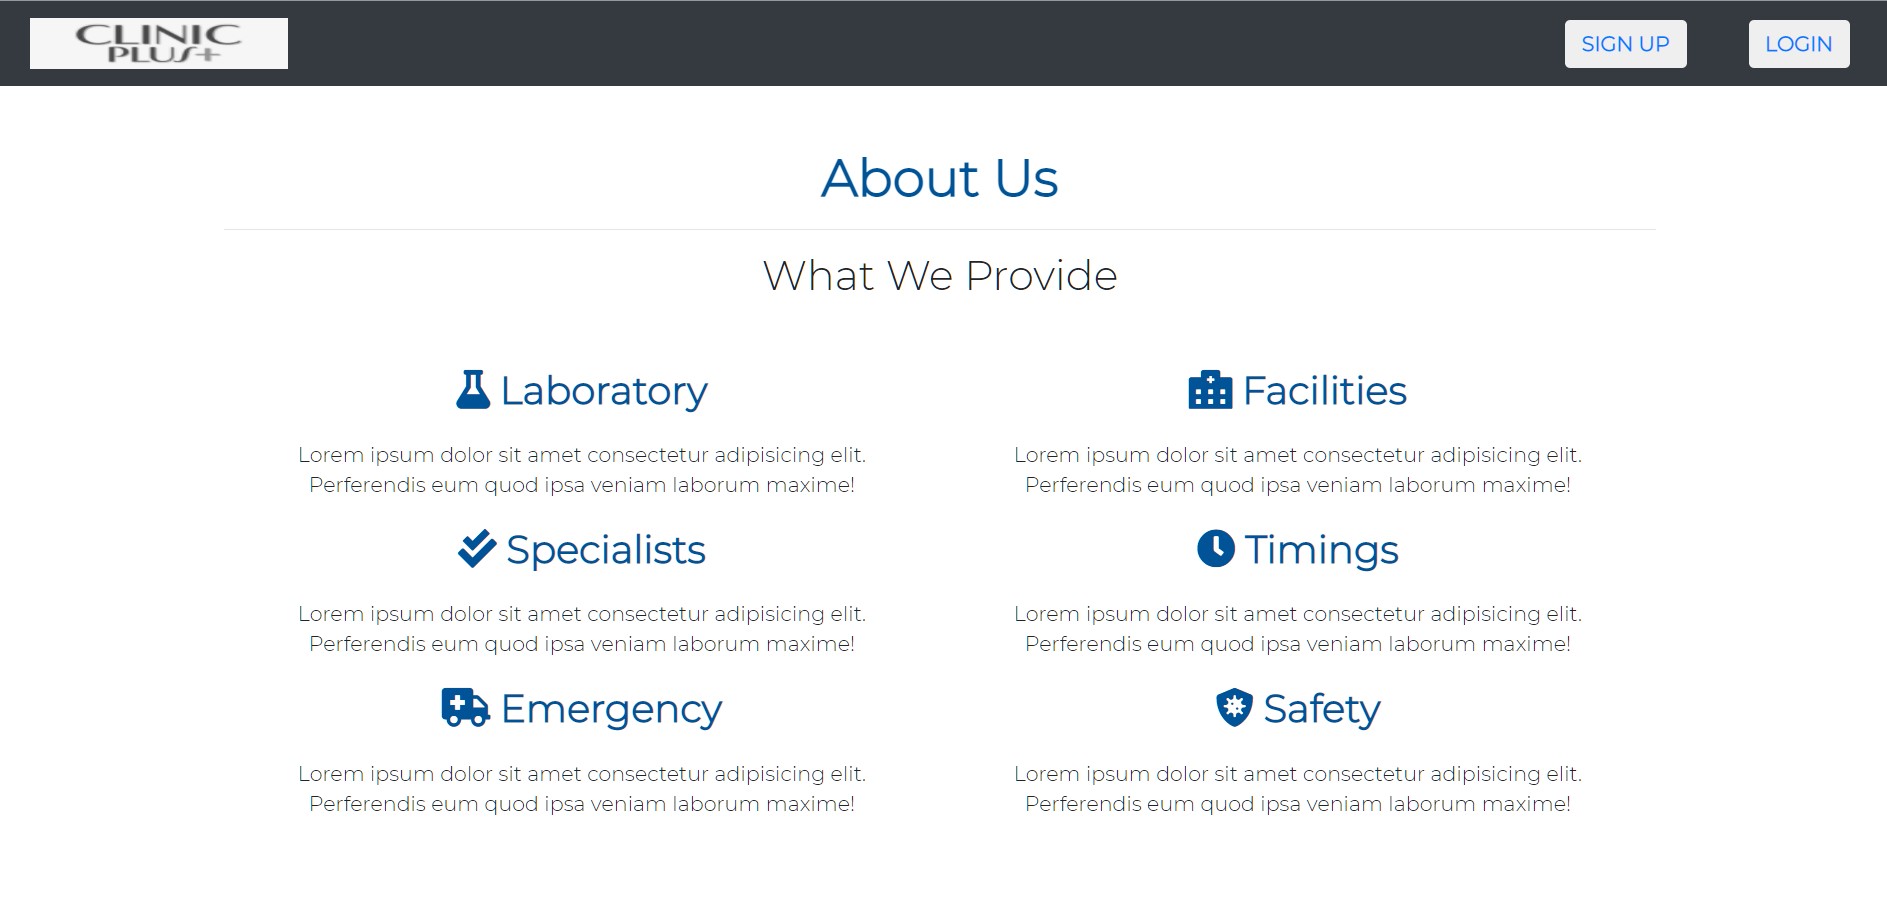 CLINIC
PLUS+
SIGN UP
LOGIN
About Us
What We Provide
Laboratory
Lorem ipsum dolor sit amet consectetur adipisicing elit.
Perferendis eum quod ipsa veniam laborum maxime!
Facilities
Lorem ipsum dolor sit amet consectetur adipisicing elit.
Perferendis eum quod ipsa veniam laborum maxime!
Specialists
Lorem ipsum dolor sit amet consectetur adipisicing elit.
Perferendis eum quod ipsa veniam laborum maxime!
Timings
Lorem ipsum dolor sit amet consectetur adipisicing elit.
Perferendis eum quod ipsa veniam laborum maxime!
Emergency
Lorem ipsum dolor sit amet consectetur adipisicing elit.
Perferendis eum quod ipsa veniam laborum maxime!
Safety
Lorem ipsum dolor sit amet consectetur adipisicing elit.
Perferendis eum quod ipsa veniam laborum maxime!